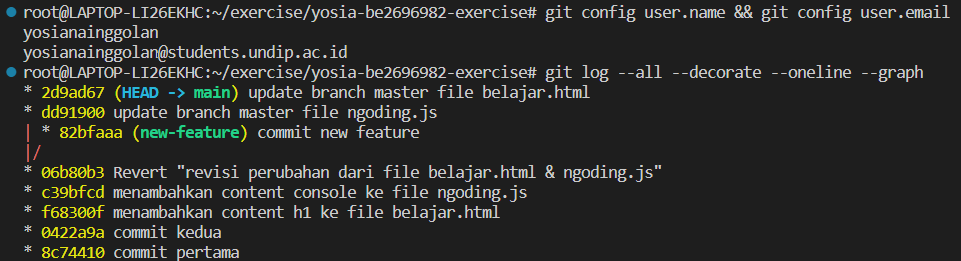 root@LAPTOP-LI26EKHC:~/exercise/yosia-be2696982-exercise# git config user.name && git config user.email
yosianainggolan
yosianainggolan@students.undip.ac.id
root@LAPTOP-LI26EKHC:~/exercise/yosia-be2696982-exercise# git log --all --decorate --oneline --graph
* 2d9ad67 (HEAD -> main) update branch master file belajar.html
* dd91900 update branch master file ngoding.js
| * 82bfaaa (new-feature) commit new feature
|/
* 06b80b3 Revert "revisi perubahan dari file belajar.html & ngoding.js"
* c39bfcd menambahkan content console ke file ngoding.js
* f68300f menambahkan content h1 ke file belajar.html
* 0422a9a commit kedua
* 8c74410 commit pertama